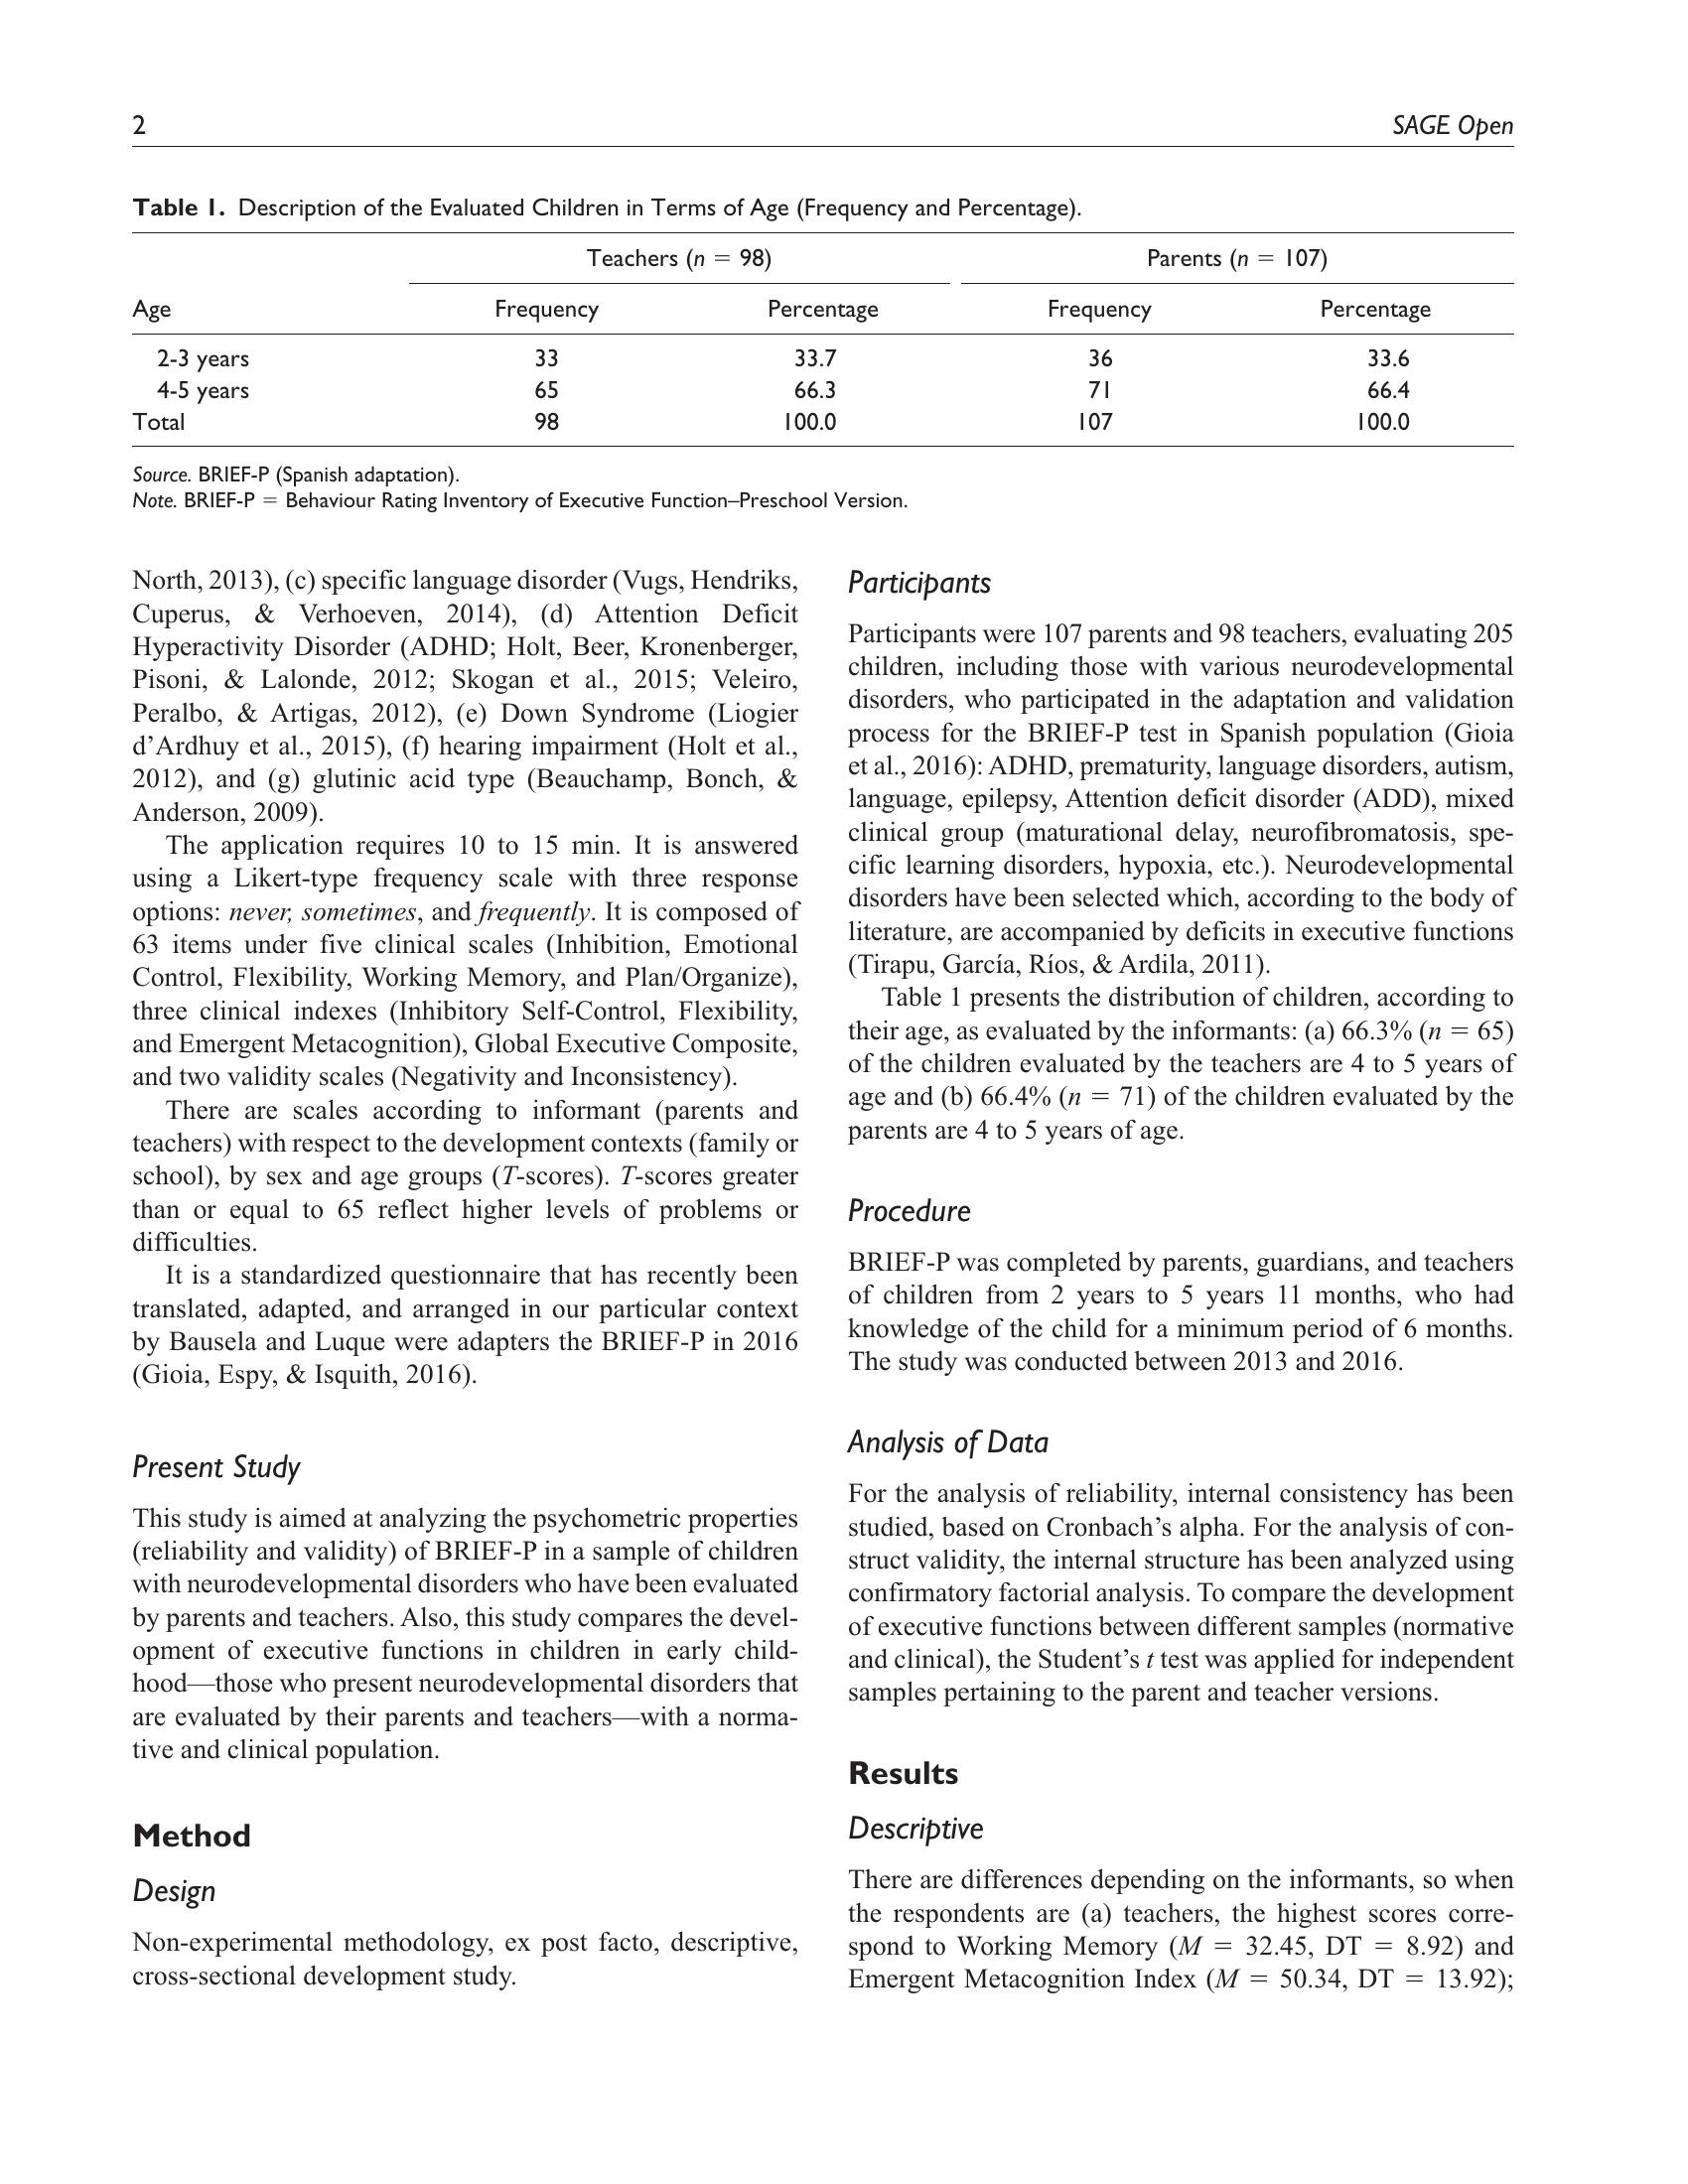 2
SAGE Open
Table 1. Description of the Evaluated Children in Terms of Age (Frequency and Percentage).
Teachers (n = 98)
Parents (n = 107)
Age
Frequency
Percentage
Frequency
Percentage
2-3 years 33 33.7 36 33.6
4-5 years 65 66.3 71 66.4
Total 98 100.0 107 100.0
Source. BRIEF-P (Spanish adaptation).
Note. BRIEF-P = Behaviour Rating Inventory of Executive Function–Preschool Version.
North, 2013), (c) specific language disorder (Vugs, Hendriks,
Cuperus, & Verhoeven, 2014), (d) Attention Deficit
Hyperactivity Disorder (ADHD; Holt, Beer, Kronenberger,
Pisoni, & Lalonde, 2012; Skogan et al., 2015; Veleiro,
Peralbo, & Artigas, 2012), (e) Down Syndrome (Liogier
d’Ardhuy et al., 2015), (f) hearing impairment (Holt et al.,
2012), and (g) glutinic acid type (Beauchamp, Bonch, &
Anderson, 2009).
The application requires 10 to 15 min. It is answered
using a Likert-type frequency scale with three response
options: never, sometimes, and frequently. It is composed of
63 items under five clinical scales (Inhibition, Emotional
Control, Flexibility, Working Memory, and Plan/Organize),
three clinical indexes (Inhibitory Self-Control, Flexibility,
and Emergent Metacognition), Global Executive Composite,
and two validity scales (Negativity and Inconsistency).
There are scales according to informant (parents and
teachers) with respect to the development contexts (family or
school), by sex and age groups (T-scores). T-scores greater
than or equal to 65 reflect higher levels of problems or
difficulties.
It is a standardized questionnaire that has recently been
translated, adapted, and arranged in our particular context
by Bausela and Luque were adapters the BRIEF-P in 2016
(Gioia, Espy, & Isquith, 2016).
Present Study
This study is aimed at analyzing the psychometric properties
(reliability and validity) of BRIEF-P in a sample of children
with neurodevelopmental disorders who have been evaluated
by parents and teachers. Also, this study compares the devel-
opment of executive functions in children in early child-
hood—those who present neurodevelopmental disorders that
are evaluated by their parents and teachers—with a norma-
tive and clinical population.
Method
Design
Non-experimental methodology, ex post facto, descriptive,
cross-sectional development study.
Participants
Participants were 107 parents and 98 teachers, evaluating 205
children, including those with various neurodevelopmental
disorders, who participated in the adaptation and validation
process for the BRIEF-P test in Spanish population (Gioia
et al., 2016): ADHD, prematurity, language disorders, autism,
language, epilepsy, Attention deficit disorder (ADD), mixed
clinical group (maturational delay, neurofibromatosis, spe-
cific learning disorders, hypoxia, etc.). Neurodevelopmental
disorders have been selected which, according to the body of
literature, are accompanied by deficits in executive functions
(Tirapu, García, Ríos, & Ardila, 2011).
Table 1 presents the distribution of children, according to
their age, as evaluated by the informants: (a) 66.3% (n = 65)
of the children evaluated by the teachers are 4 to 5 years of
age and (b) 66.4% (n = 71) of the children evaluated by the
parents are 4 to 5 years of age.
Procedure
BRIEF-P was completed by parents, guardians, and teachers
of children from 2 years to 5 years 11 months, who had
knowledge of the child for a minimum period of 6 months.
The study was conducted between 2013 and 2016.
Analysis of Data
For the analysis of reliability, internal consistency has been
studied, based on Cronbach’s alpha. For the analysis of con-
struct validity, the internal structure has been analyzed using
confirmatory factorial analysis. To compare the development
of executive functions between different samples (normative
and clinical), the Student’s t test was applied for independent
samples pertaining to the parent and teacher versions.
Results
Descriptive
There are differences depending on the informants, so when
the respondents are (a) teachers, the highest scores corre-
spond to Working Memory (M = 32.45, DT = 8.92) and
Emergent Metacognition Index (M = 50.34, DT = 13.92);